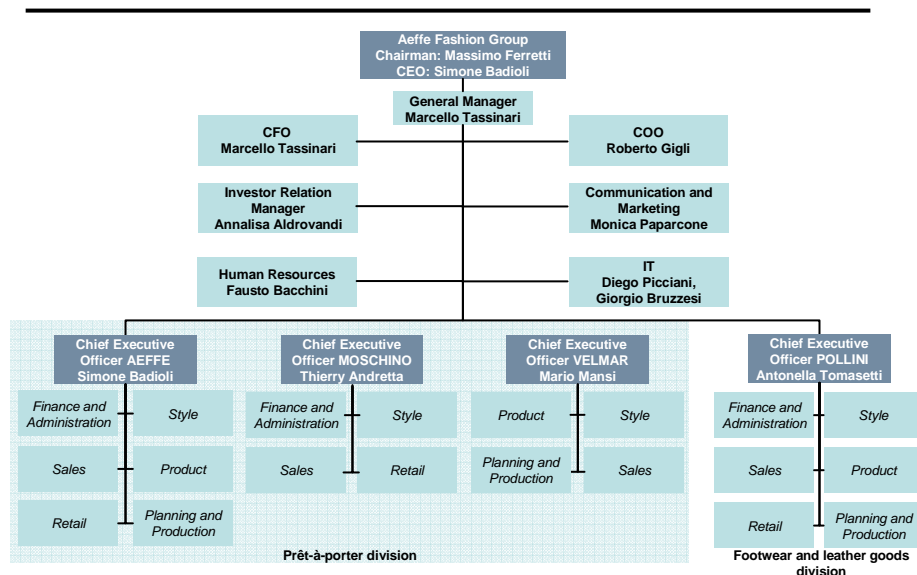 Aeffe Fashion Group
Chairman: Massimo Ferretti
CEO: Simone Badioli
General Manager
Marcello Tassinari
CFO
Marcello Tassinari
COO
Roberto Gigli
Investor Relation
Manager
Annalisa Aldrovandi
Communication and
Marketing
Monica Paparcone
Human Resources
Fausto Bacchini
IT
Diego Picciani,
Giorgio Bruzzesi
Chief Executive
Officer AEFFE
Simone Badioli
Finance and
Administration
Style
Sales
Product
Retail
Planning and
Production
Chief Executive
Officer MOSCHINO
Thierry Andretta
Finance and
Administration
Style
Sales
Retail
Chief Executive
Officer VELMAR
Mario Mansi
Product
Style
Planning and
Production
Sales
Prêt-à-porter division
Chief Executive
Officer POLLINI
Antonella Tomasetti
Finance and
Administration
Style
Sales
Product
Retail
Planning and
Production
Footwear and leather goods
division